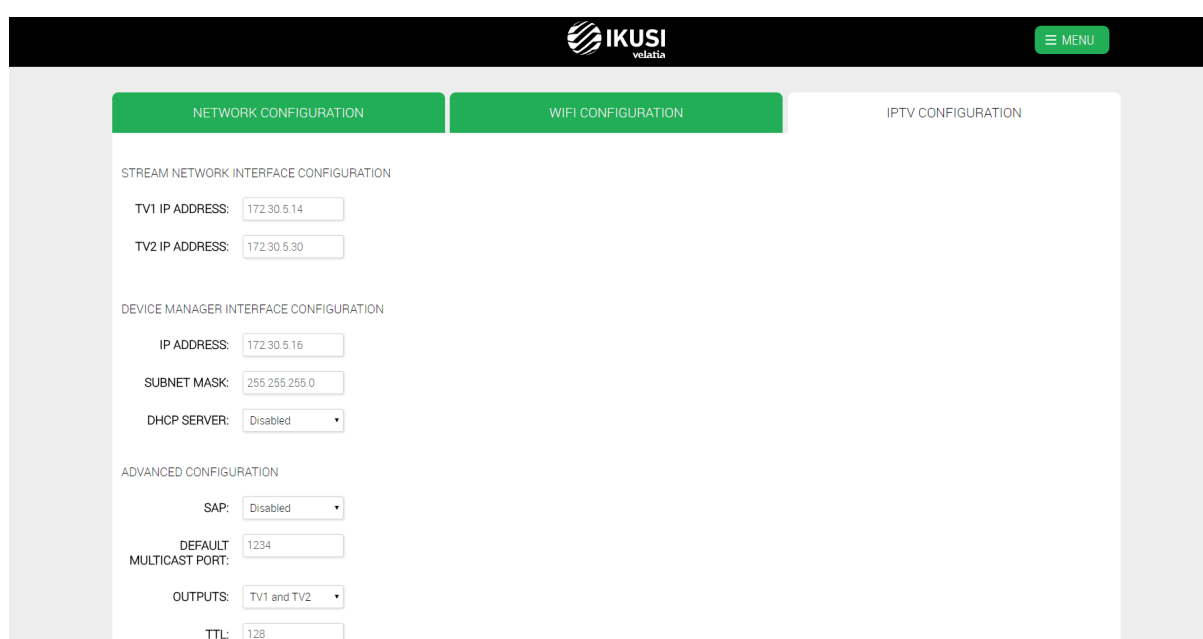 IKUSI
velatia
MENU
NETWORK CONFIGURATION
WIFI CONFIGURATION
IPTV CONFIGURATION
STREAM NETWORK INTERFACE CONFIGURATION
TV1 IP ADDRESS: 172.30.5.14
TV2 IP ADDRESS: 172.30.5.30
DEVICE MANAGER INTERFACE CONFIGURATION
IP ADDRESS: 172.30.5.16
SUBNET MASK: 255.255.255.0
DHCP SERVER: Disabled
ADVANCED CONFIGURATION
SAP: Disabled
DEFAULT 1234
MULTICAST PORT:
OUTPUTS: TV1 and TV2
TTL: 128